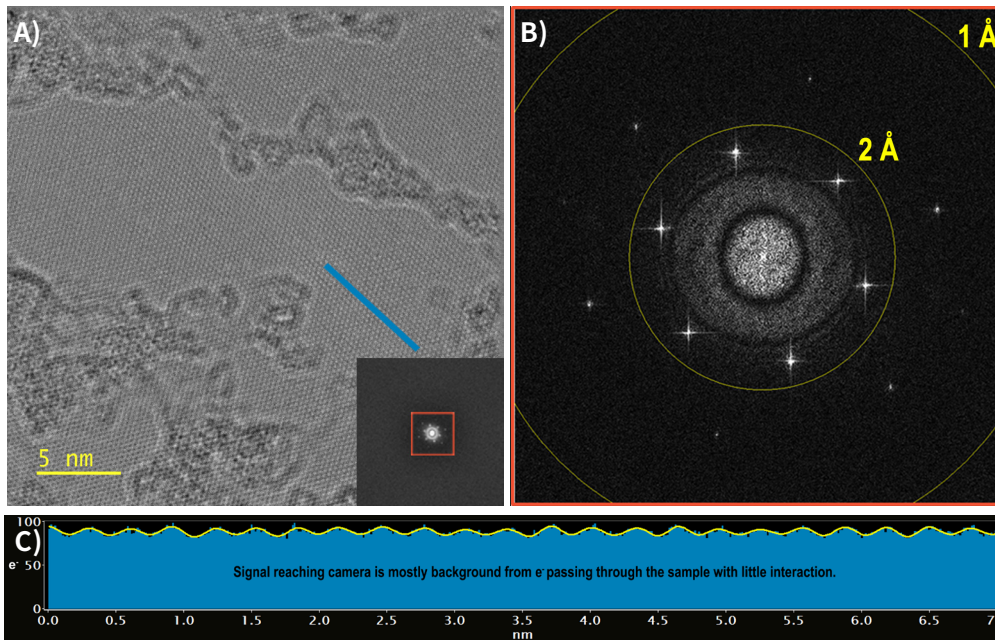 A)
5 nm
B)
1 Å
2 Å
C)
100
e⁻ 50
0
Signal reaching camera is mostly background from e⁻ passing through the sample with little interaction.
0.0 0.5 1.0 1.5 2.0 2.5 3.0 3.5 4.0 4.5 5.0 5.5 6.0 6.5 7
nm